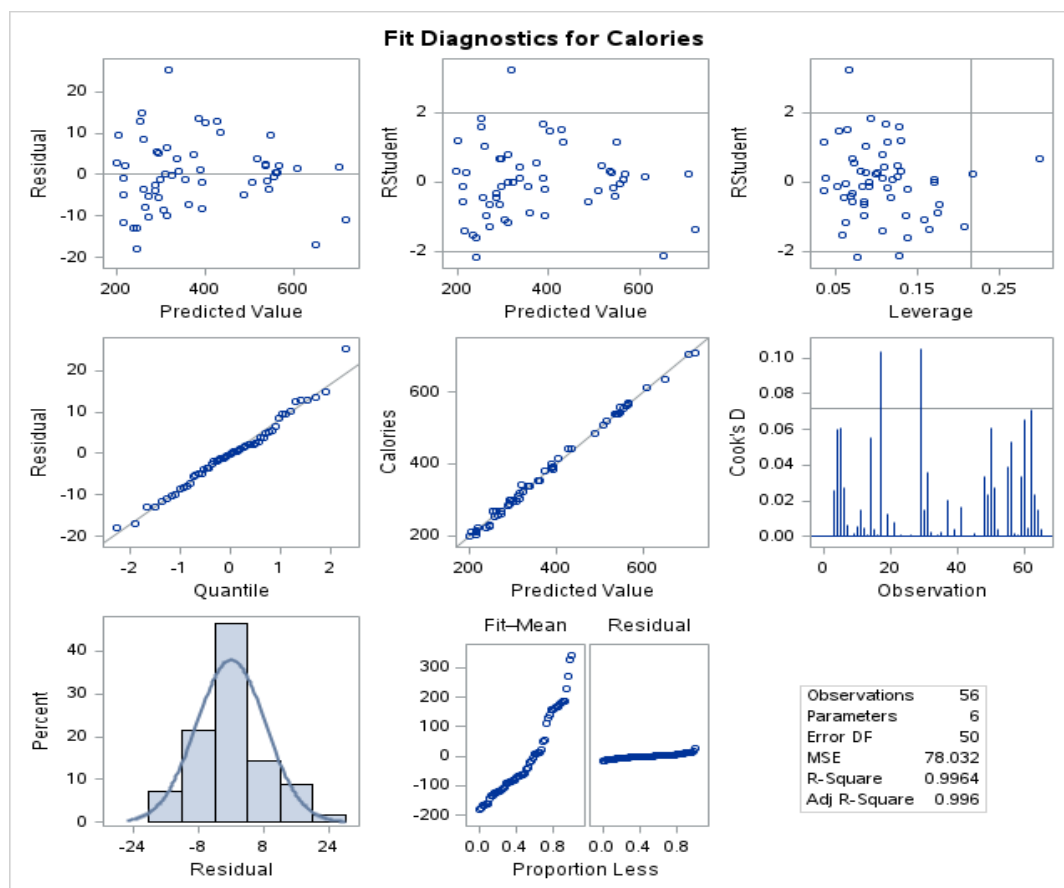 Fit Diagnostics for Calories
Residual
20
10
0
-10
-20
200 400 600
Predicted Value
RStudent
2
0
-2
200 400 600
Predicted Value
RStudent
2
0
-2
0.05 0.15 0.25
Leverage
Residual
20
10
0
-10
-20
-2 -1 0 1 2
Quantile
Calories
600
400
200
200 400 600
Predicted Value
Cook's D
0.10
0.08
0.06
0.04
0.02
0.00
0 20 40 60
Observation
Percent
40
30
20
10
0
-24 -8 8 24
Residual
Fit–Mean Residual
300
200
100
0
-100
-200
0.0 0.4 0.8 0.0 0.4 0.8
Proportion Less
Observations 56
Parameters 6
Error DF 50
MSE 78.032
R-Square 0.9964
Adj R-Square 0.996